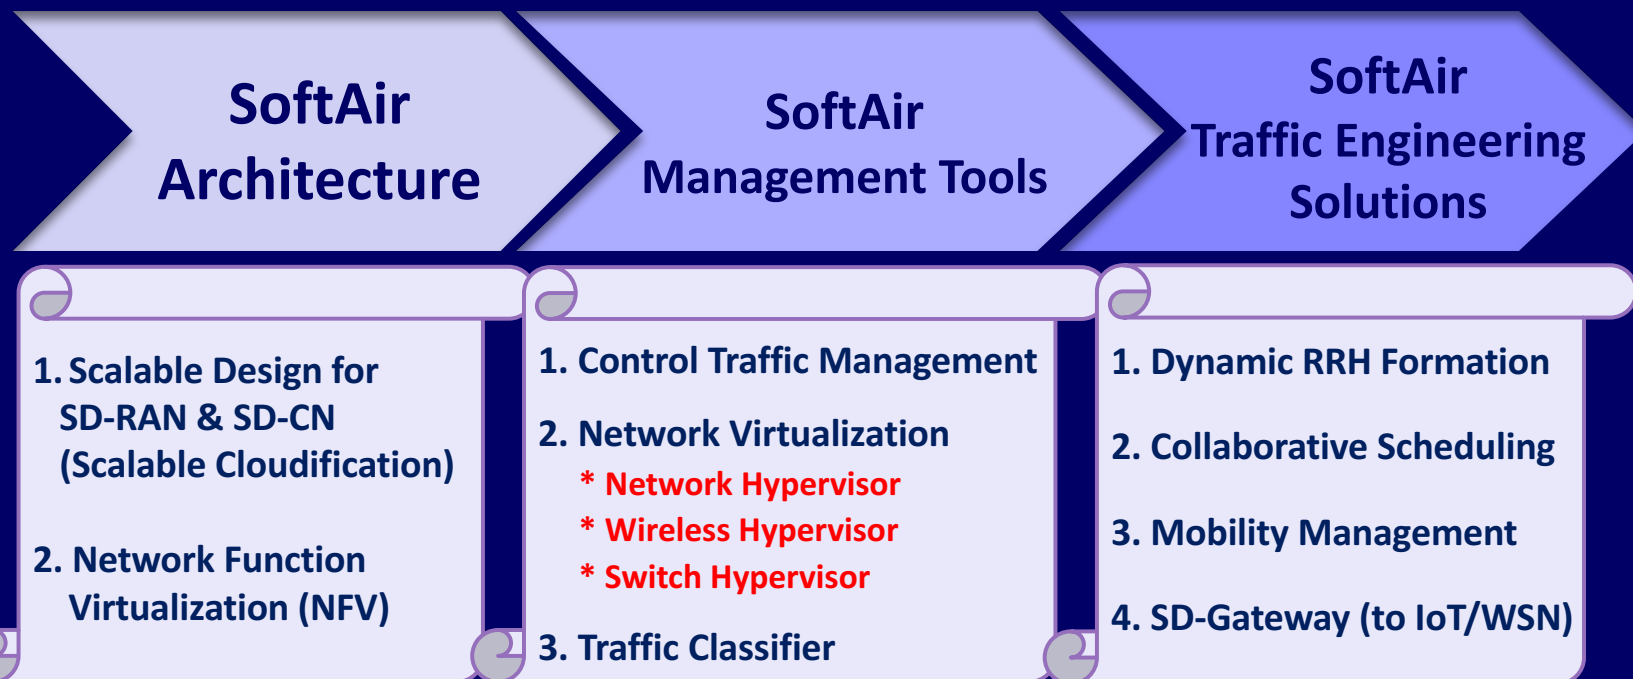 SoftAir
Architecture
SoftAir
Management Tools
SoftAir
Traffic Engineering
Solutions
1. Scalable Design for
SD-RAN & SD-CN
(Scalable Cloudification)
2. Network Function
Virtualization (NFV)
1. Control Traffic Management
2. Network Virtualization
* Network Hypervisor
* Wireless Hypervisor
* Switch Hypervisor
3. Traffic Classifier
1. Dynamic RRH Formation
2. Collaborative Scheduling
3. Mobility Management
4. SD-Gateway (to IoT/WSN)